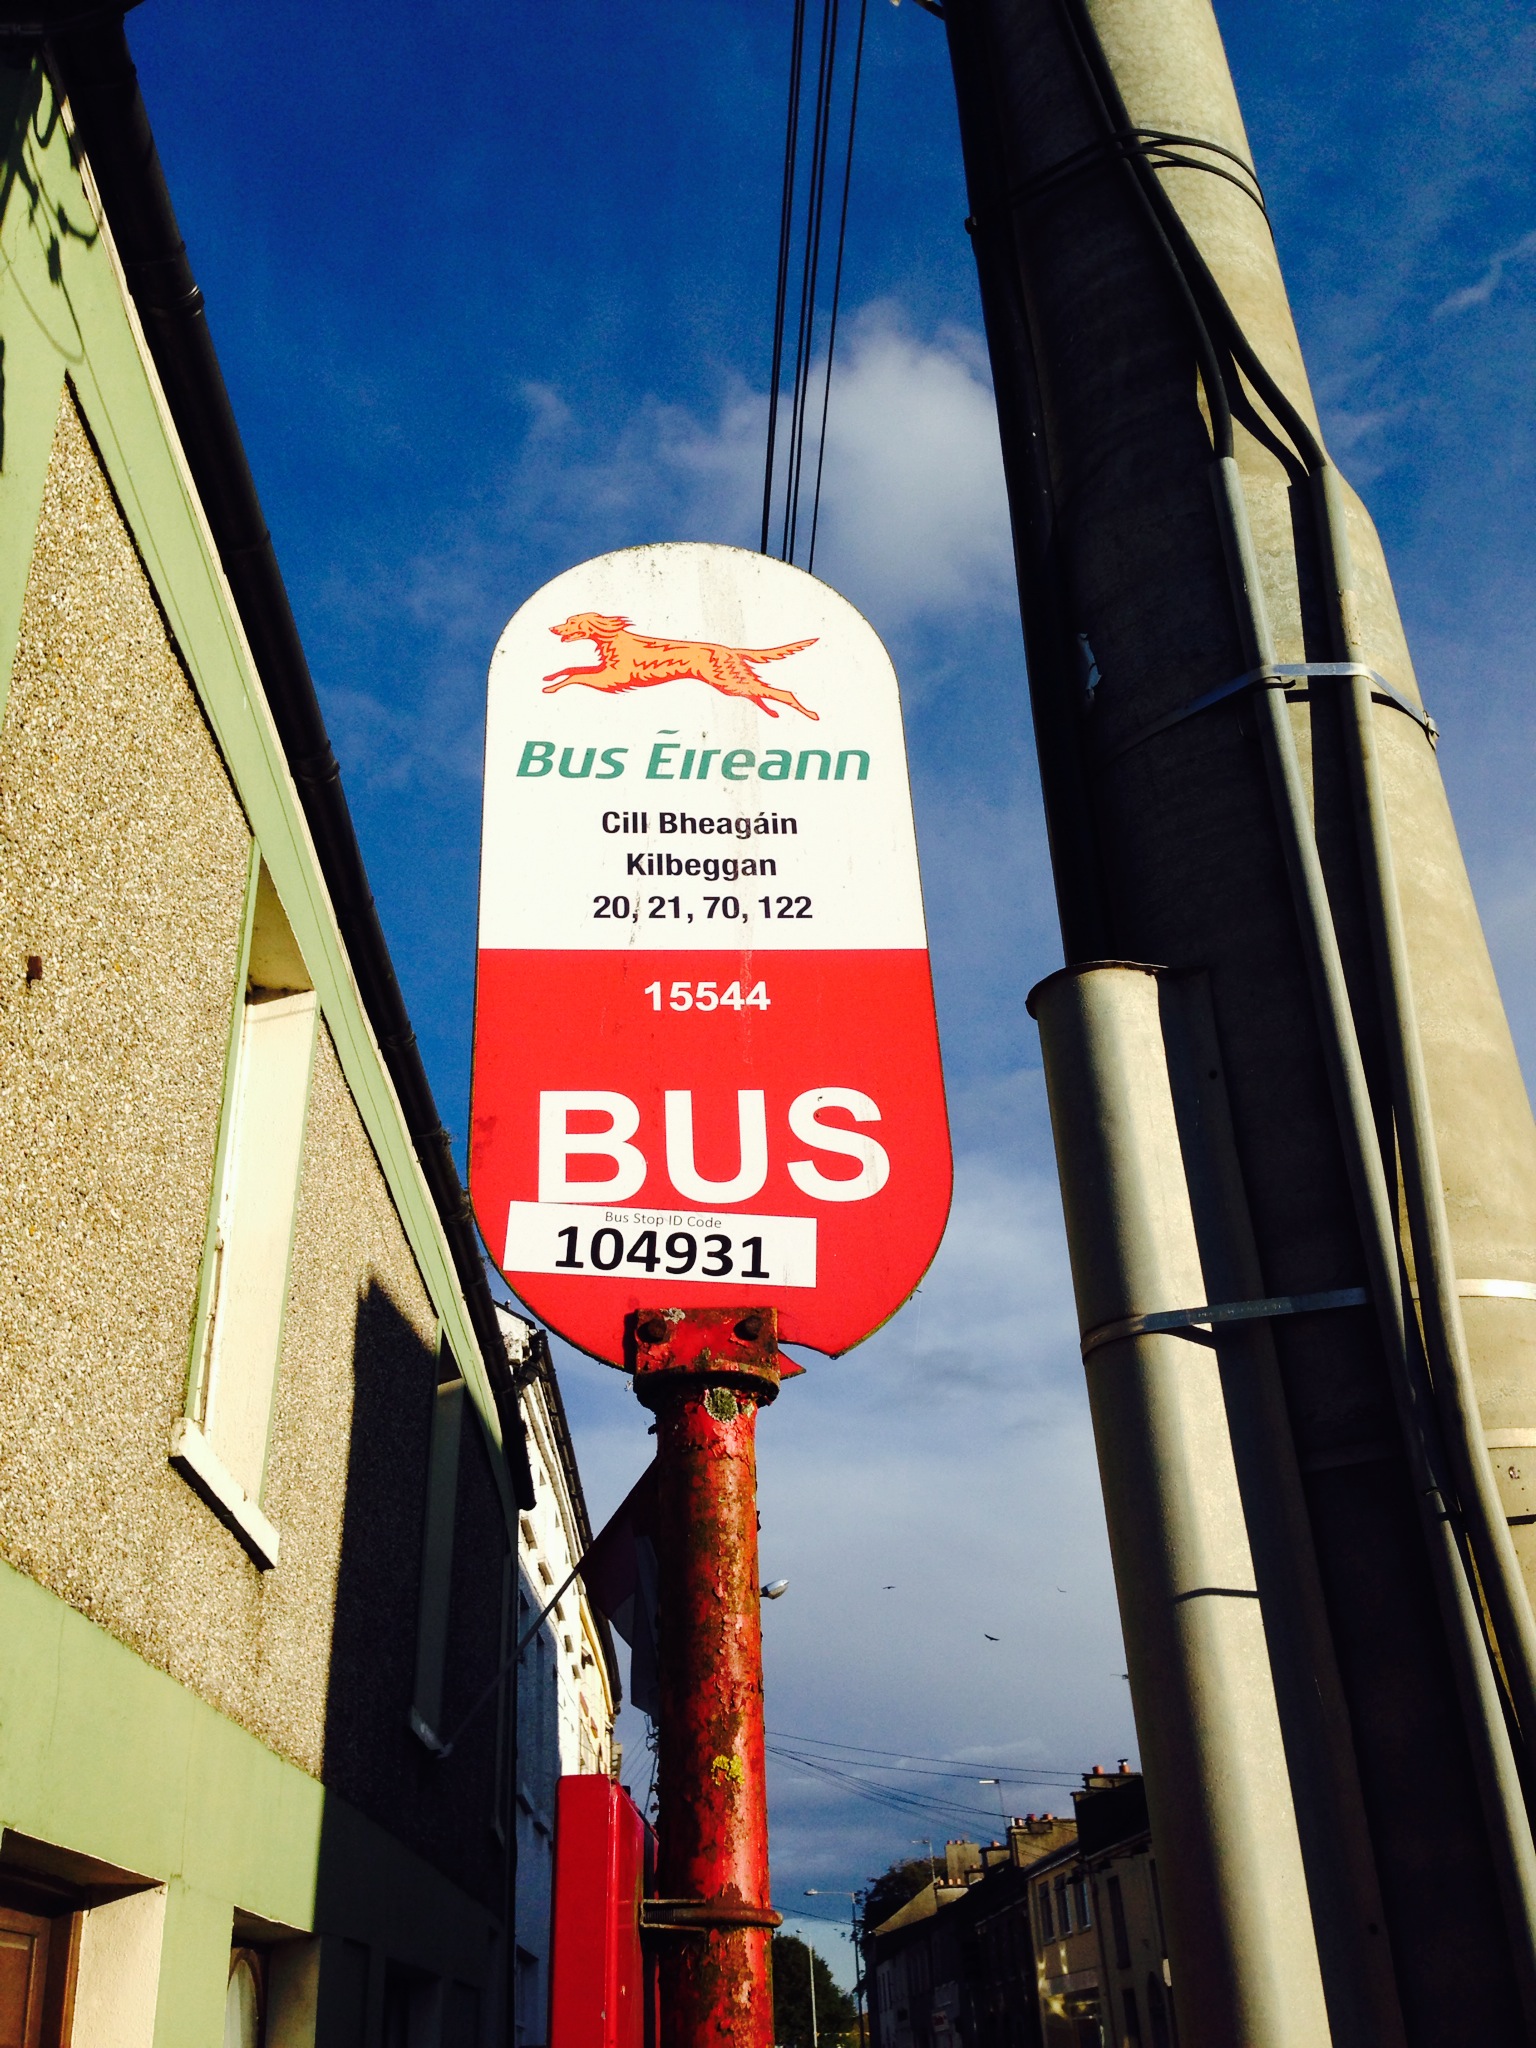 Bus Éireann
Cill Bheagáin
Kilbeggan
20, 21, 70, 122
15544
BUS
Bus Stop ID Code
104931